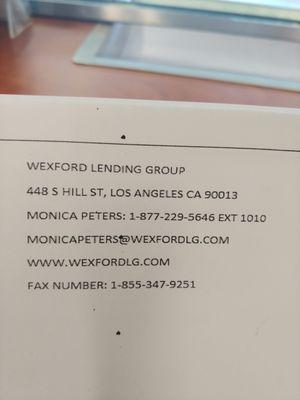 WEXFORD LENDING GROUP
448 S HILL ST, LOS ANGELES CA 90013
MONICA PETERS: 1-877-229-5646 EXT 1010
MONICAPETERS@WEXFORDLG.COM
WWW.WEXFORDLG.COM
FAX NUMBER: 1-855-347-9251